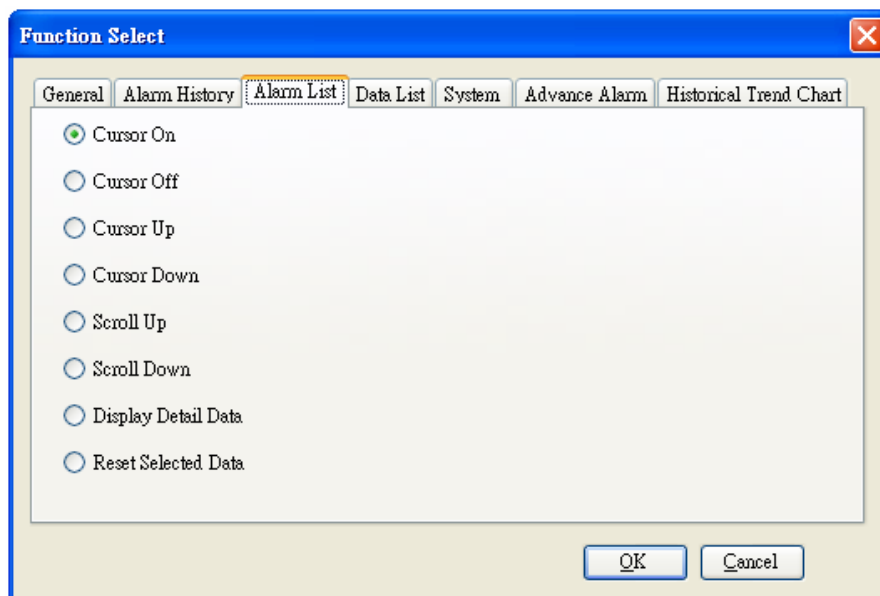 Function Select
General Alarm History Alarm List Data List System Advance Alarm Historical Trend Chart
Cursor On
Cursor Off
Cursor Up
Cursor Down
Scroll Up
Scroll Down
Display Detail Data
Reset Selected Data
OK Cancel